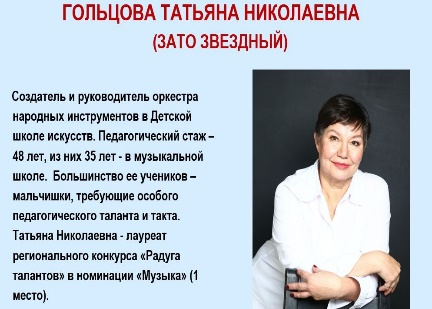 ГОЛЬЦОВА ТАТЬЯНА НИКОЛАЕВНА
(ЗАТО ЗВЕЗДНЫЙ)
Создатель и руководитель оркестра
народных инструментов в Детской
школе искусств. Педагогический стаж –
48 лет, из них 35 лет - в музыкальной
школе. Большинство ее учеников –
мальчишки, требующие особого
педагогического таланта и такта.
Татьяна Николаевна - лауреат
регионального конкурса «Радуга
талантов» в номинации «Музыка» (1
место).